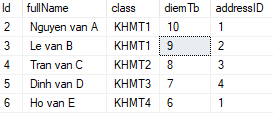 Id fullName class diemTb addressID
2 Nguyen van A KHMT1 10 1
3 Le van B KHMT1 9 2
4 Tran van C KHMT2 8 3
5 Dinh van D KHMT3 7 4
6 Ho van E KHMT4 6 1